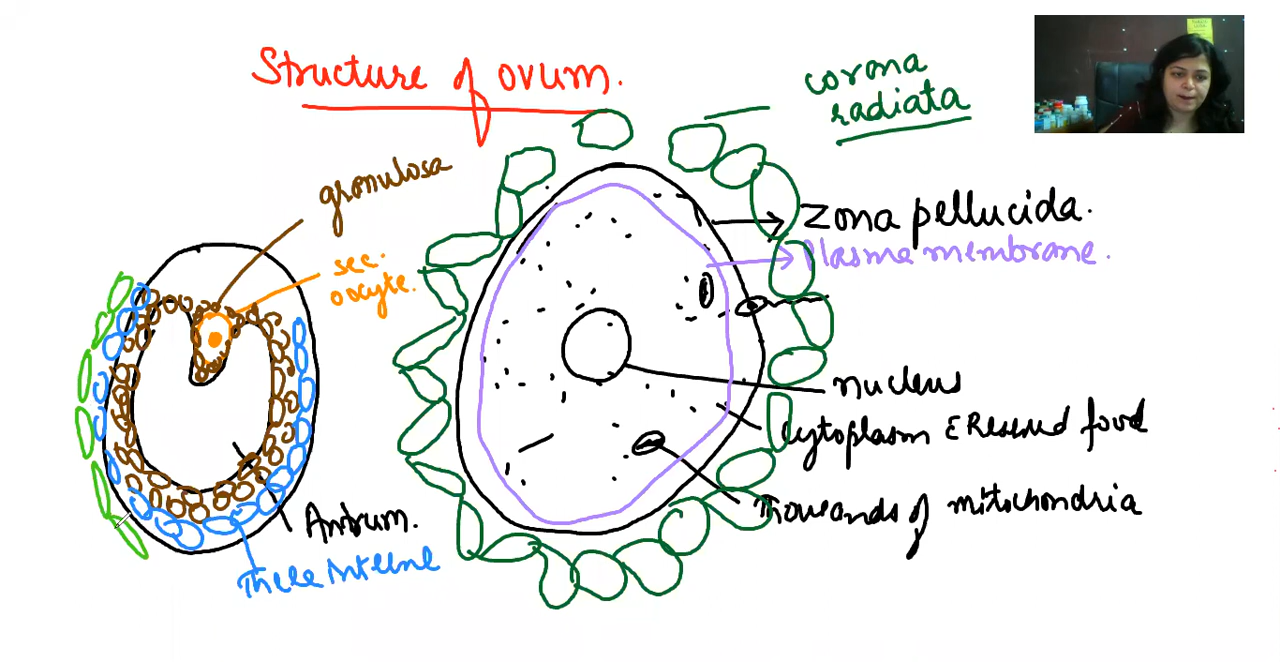 Structure of ovum.
corona
radiata
granulosa
sec.
oocyte.
Zona pellucida.
Plasma membrane.
nucleus
cytoplasm & Reserved food
Thousands of mitochondria
Antrum.
Theca Interna